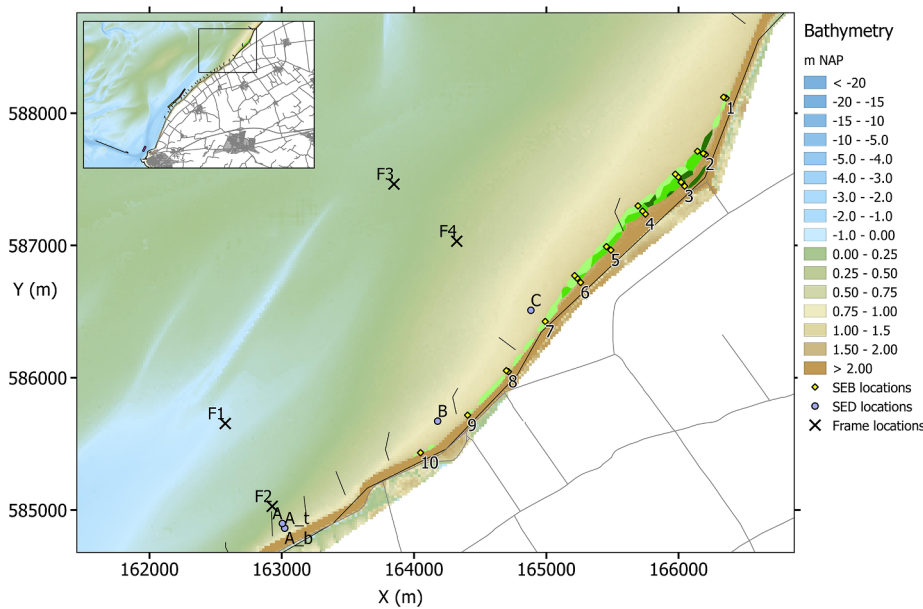 Bathymetry
m NAP
< -20
-20 - -15
-15 - -10
-10 - -5.0
-5.0 - -4.0
-4.0 - -3.0
-3.0 - -2.0
-2.0 - -1.0
-1.0 - 0.00
0.00 - 0.25
0.25 - 0.50
0.50 - 0.75
0.75 - 1.00
1.00 - 1.5
1.50 - 2.00
> 2.00
SEB locations
SED locations
Frame locations
588000
587000
Y (m)
586000
585000
162000
163000
164000
165000
166000
X (m)
1
2
3
4
5
6
7
8
9
10
F3
F4
C
B
F1
F2
A
A_t
A_b